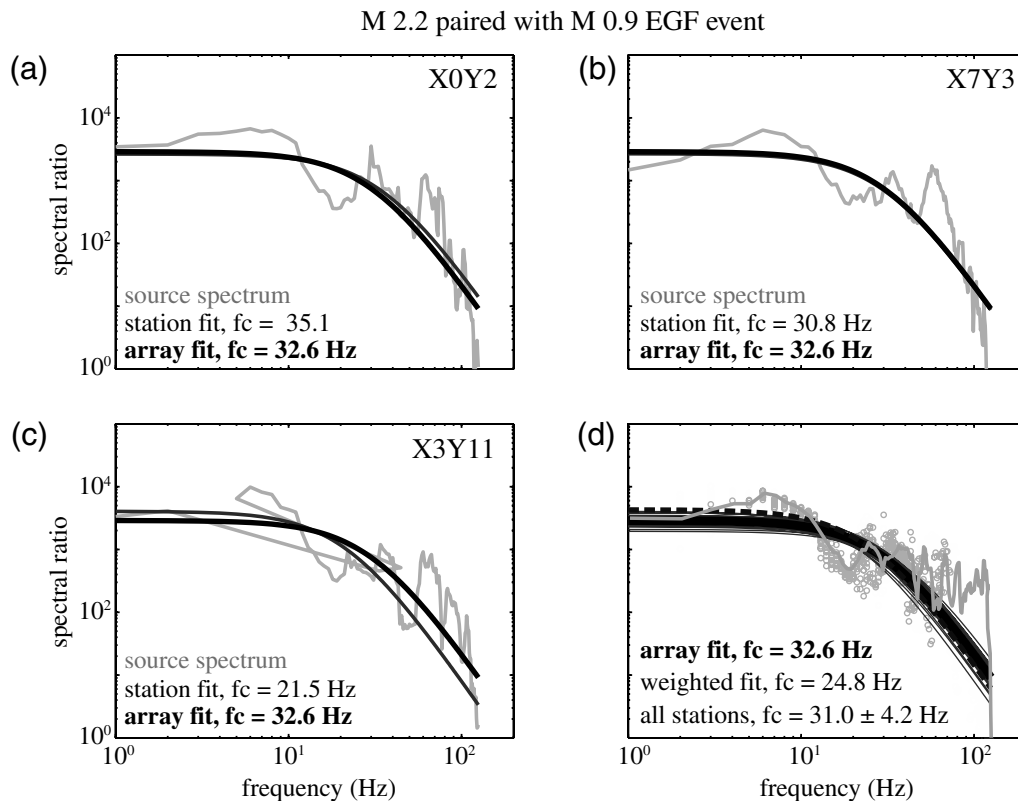 M 2.2 paired with M 0.9 EGF event
(a)
X0Y2
10^4
10^2
10^0
spectral ratio
source spectrum
station fit, fc = 35.1
array fit, fc = 32.6 Hz
(b)
X7Y3
source spectrum
station fit, fc = 30.8 Hz
array fit, fc = 32.6 Hz
(c)
X3Y11
10^4
10^2
10^0
spectral ratio
source spectrum
station fit, fc = 21.5 Hz
array fit, fc = 32.6 Hz
10^0
10^1
10^2
frequency (Hz)
(d)
array fit, fc = 32.6 Hz
weighted fit, fc = 24.8 Hz
all stations, fc = 31.0 ± 4.2 Hz
10^0
10^1
10^2
frequency (Hz)